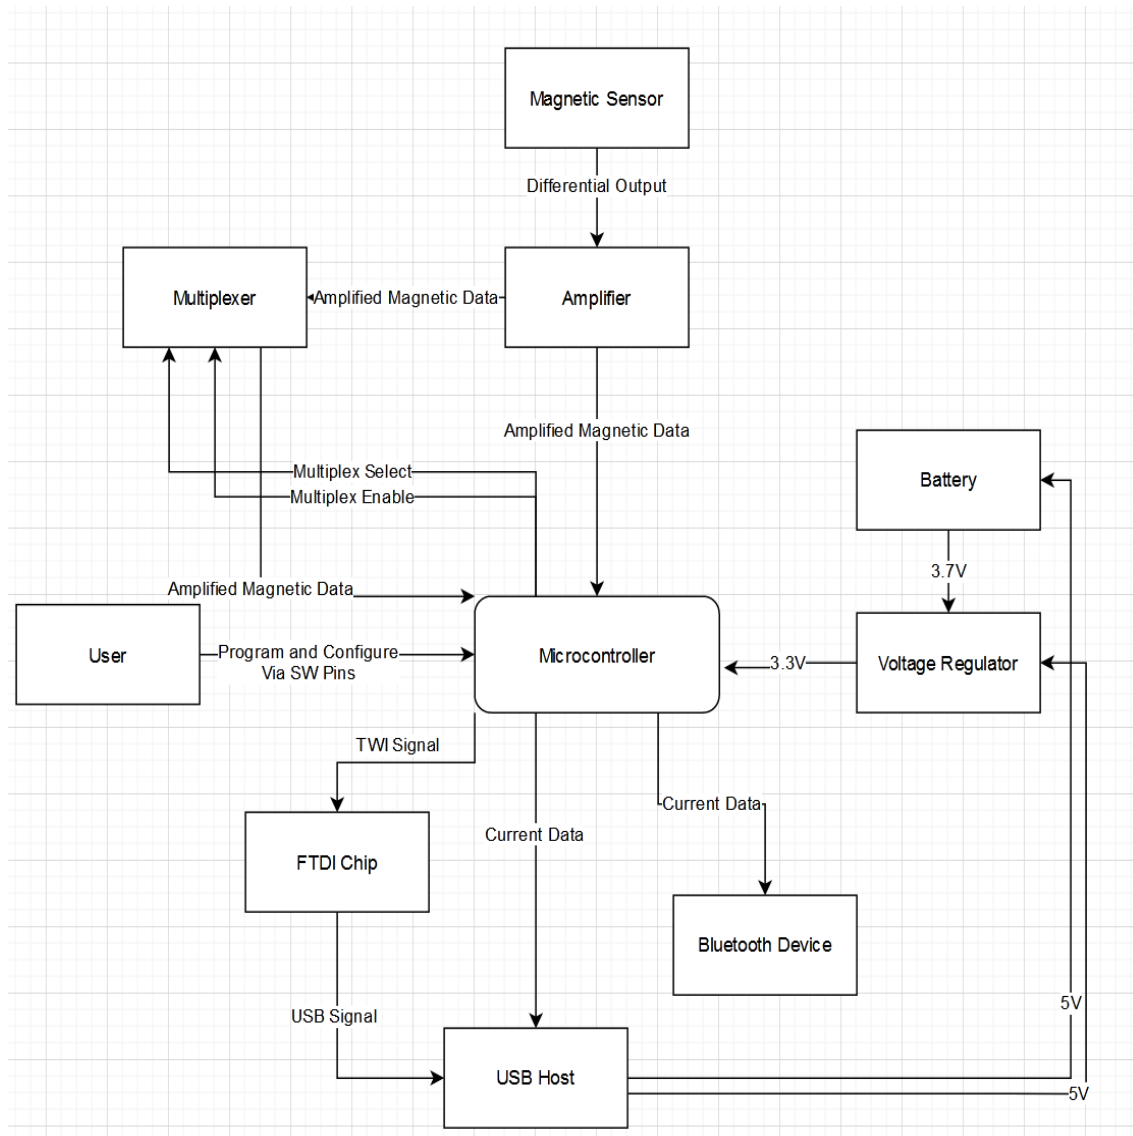 Magnetic Sensor
Differential Output
Multiplexer
Amplified Magnetic Data
Amplifier
Amplified Magnetic Data
Multiplex Select
Multiplex Enable
Battery
3.7V
Amplified Magnetic Data
User
Program and Configure
Via SW Pins
Microcontroller
3.3V
Voltage Regulator
TWI Signal
Current Data
Current Data
FTDI Chip
Bluetooth Device
USB Signal
5V
USB Host
5V